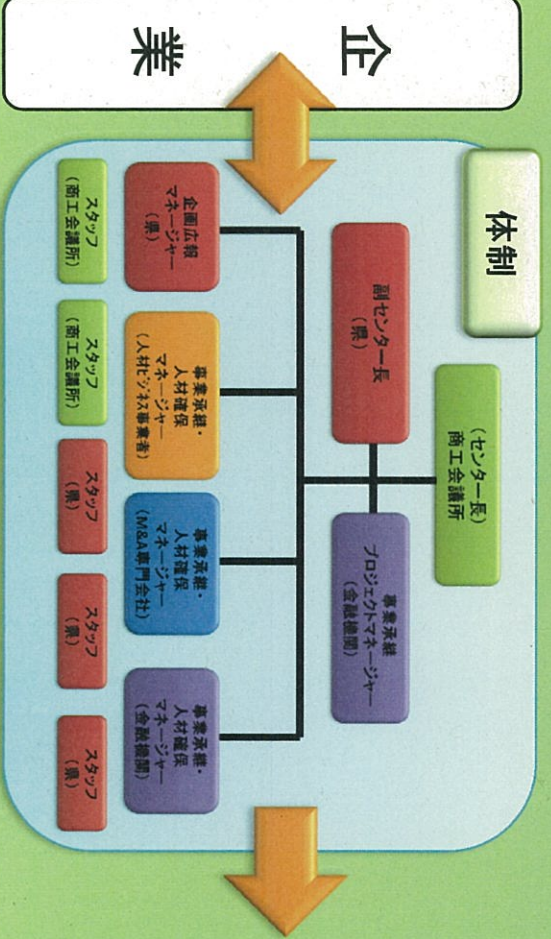 企
業
体制
(センター長)
商工会議所
副センター長
(県)
事業承継
プロジェクトマネージャー
(金融機関)
企画広報
マネージャー
(県)
事業承継・
人材確保
マネージャー
(人材ビジネス事業者)
事業承継・
人材確保
マネージャー
(M&A専門会社)
事業承継・
人材確保
マネージャー
(金融機関)
スタッフ
(商工会議所)
スタッフ
(商工会議所)
スタッフ
(県)
スタッフ
(県)
スタッフ
(県)